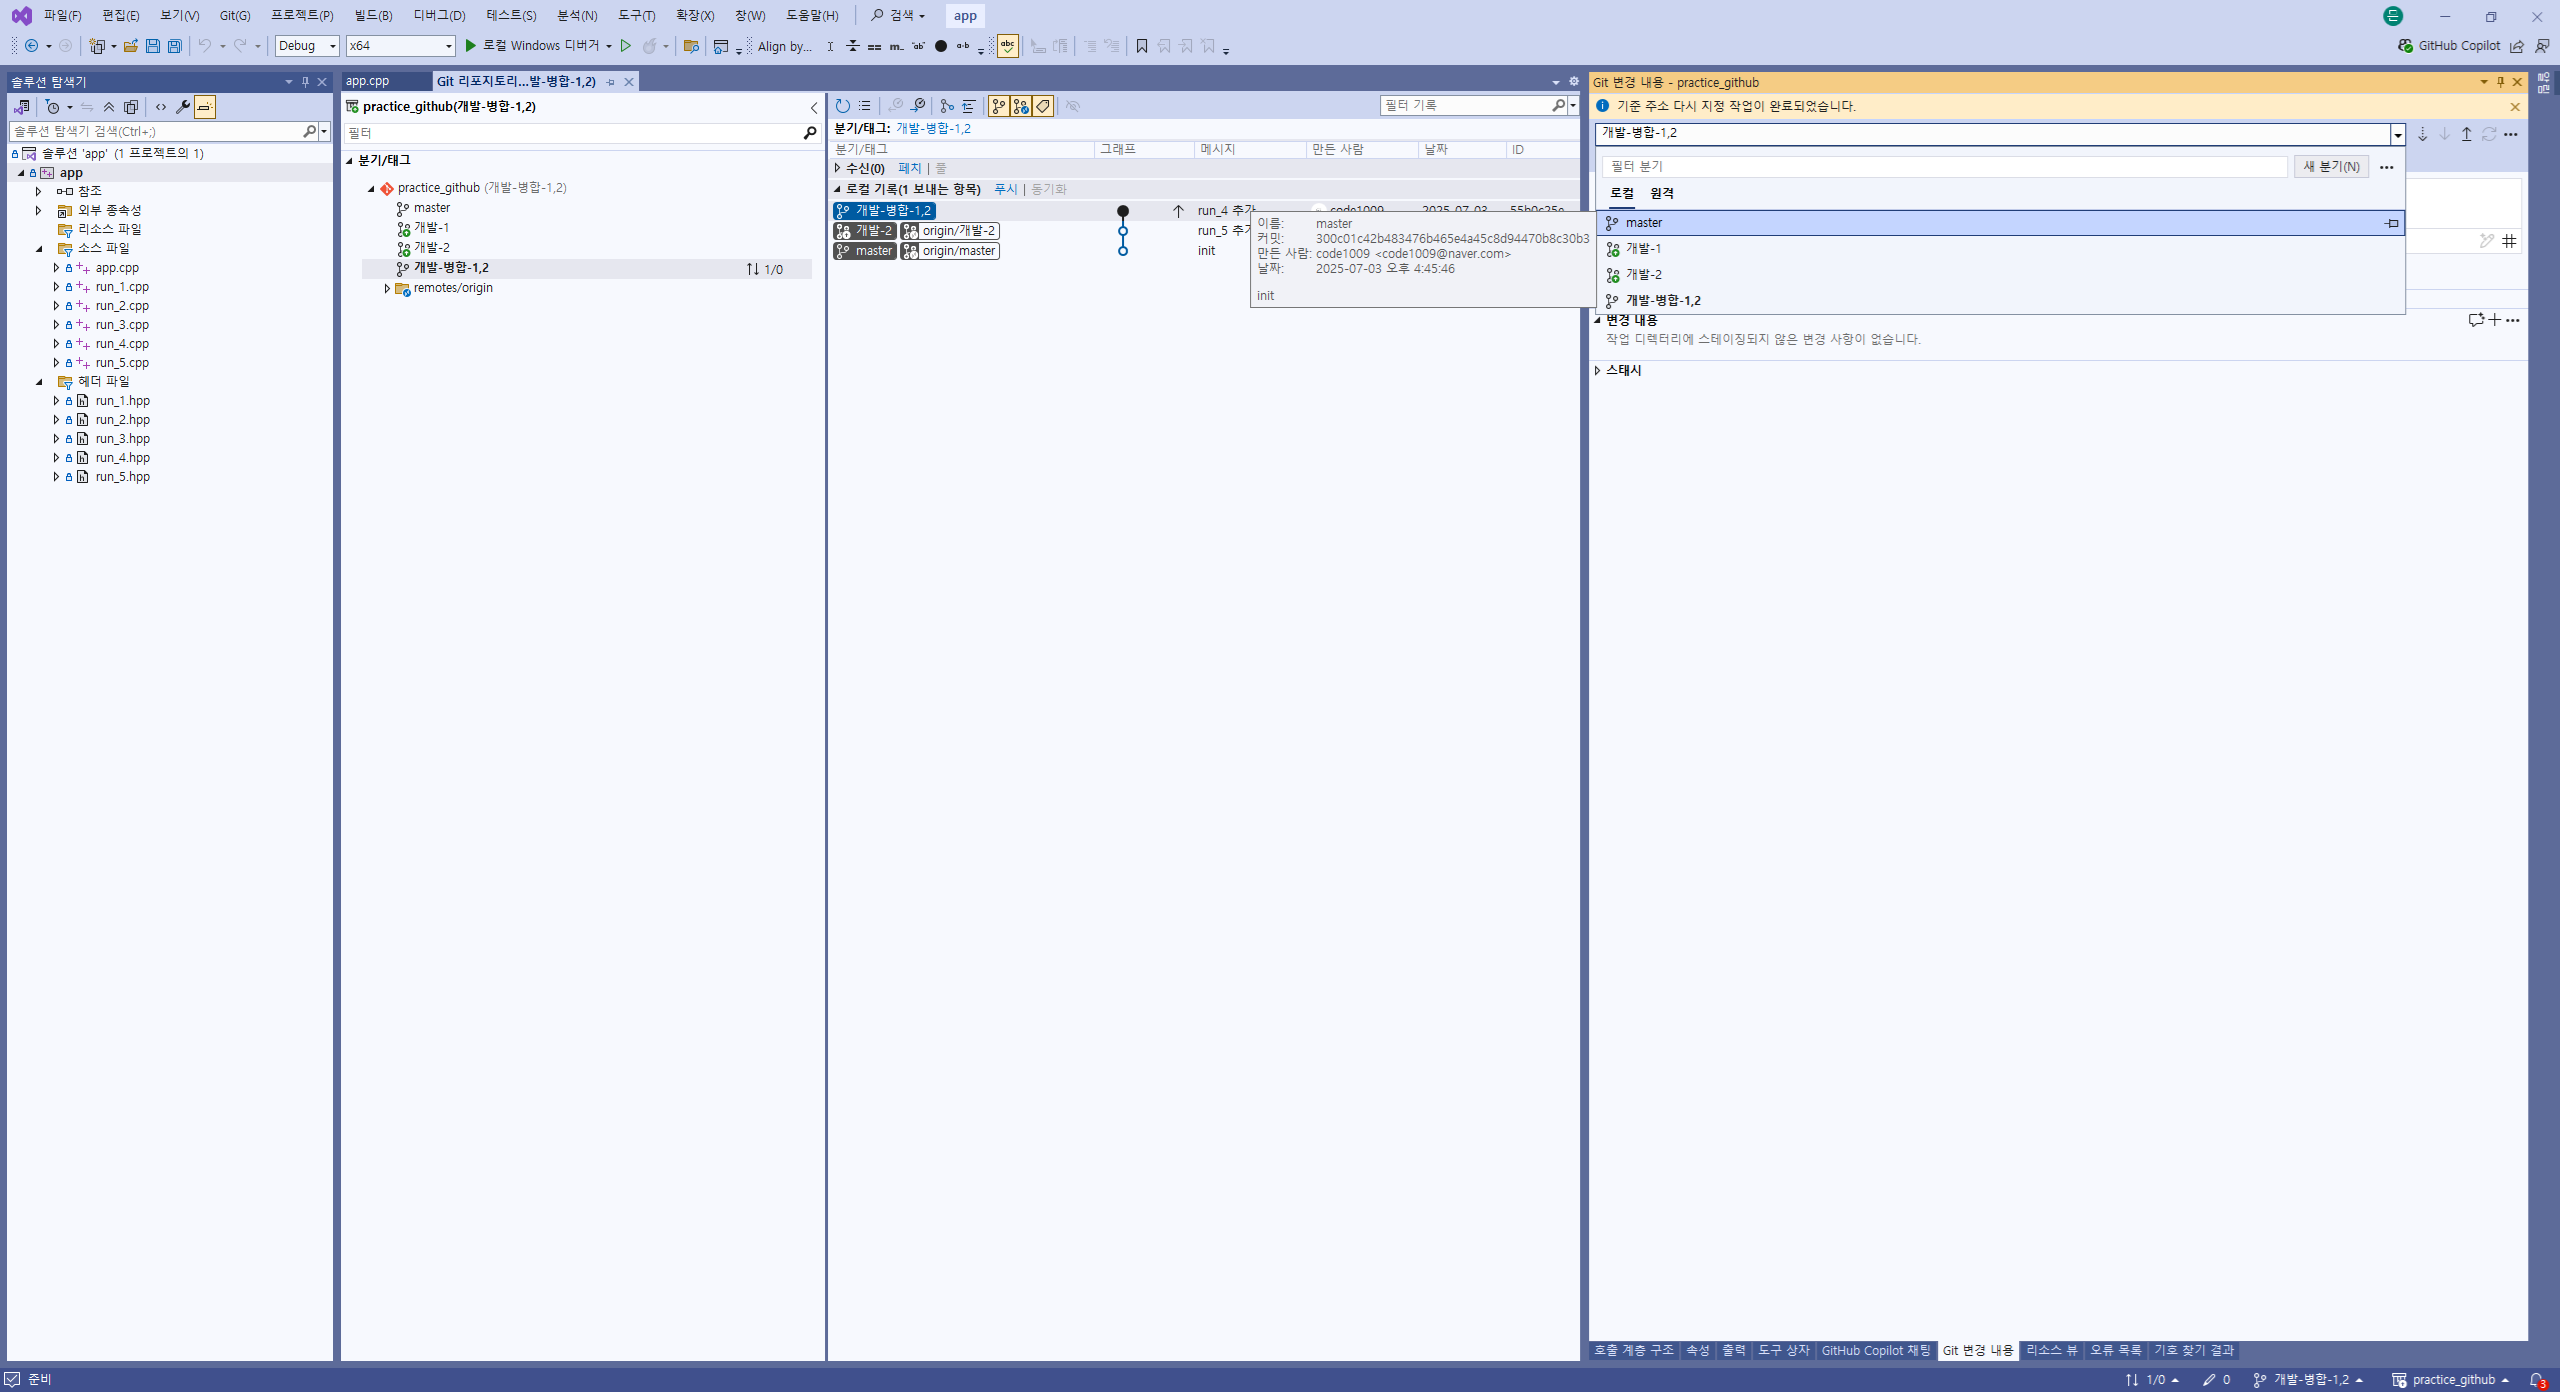 파일(F) 편집(E) 보기(V) Git(G) 프로젝트(P) 빌드(B) 디버그(D) 테스트(S) 분석(N) 도구(T) 확장(X) 창(W) 도움말(H) 검색 app 든
Debug x64 로컬 Windows 디버거 Align by... GitHub Copilot
솔루션 탐색기
솔루션 탐색기 검색(Ctrl+;)
솔루션 'app' (1 프로젝트의 1)
app
참조
외부 종속성
리소스 파일
소스 파일
app.cpp
run_1.cpp
run_2.cpp
run_3.cpp
run_4.cpp
run_5.cpp
헤더 파일
run_1.hpp
run_2.hpp
run_3.hpp
run_4.hpp
run_5.hpp
app.cpp Git 리포지토리...발-병합-1,2)
practice_github(개발-병합-1,2)
필터
분기/태그
practice_github (개발-병합-1,2)
master
개발-1
개발-2
개발-병합-1,2 1/0
remotes/origin
필터 기록
분기/태그: 개발-병합-1,2
분기/태그 그래프 메시지 만든 사람 날짜 ID
수신(0) 페치 | 풀
로컬 기록(1 보내는 항목) 푸시 | 동기화
개발-병합-1,2 run_4 추가 code1009 2025-07-03 55b0c25e
개발-2 origin/개발-2 run_5 추가
master origin/master init
이름: master
커밋: 300c01c42b483476b465e4a45c8d94470b8c30b3
만든 사람: code1009 <code1009@naver.com>
날짜: 2025-07-03 오후 4:45:46
init
Git 변경 내용 - practice_github
기준 주소 다시 지정 작업이 완료되었습니다.
개발-병합-1,2
필터 분기 새 분기(N)
로컬 원격
master
개발-1
개발-2
개발-병합-1,2
변경 내용
작업 디렉터리에 스테이징되지 않은 변경 사항이 없습니다.
스태시
호출 계층 구조 속성 출력 도구 상자 GitHub Copilot 채팅 Git 변경 내용 리소스 뷰 오류 목록 기호 찾기 결과
준비 1/0 0 개발-병합-1,2 practice_github 3